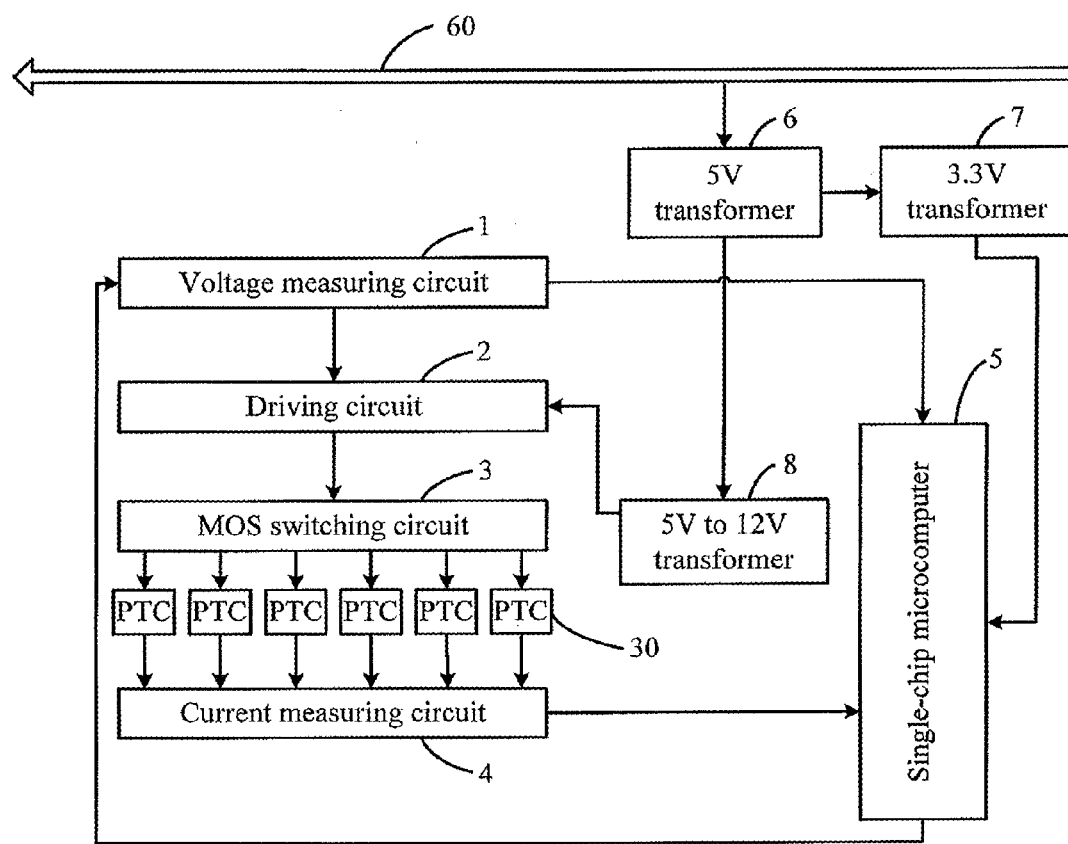 60
6
7
5V
transformer
3.3V
transformer
1
Voltage measuring circuit
2
Driving circuit
5
3
MOS switching circuit
8
5V to 12V
transformer
PTC PTC PTC PTC PTC PTC
30
Single-chip microcomputer
Current measuring circuit
4